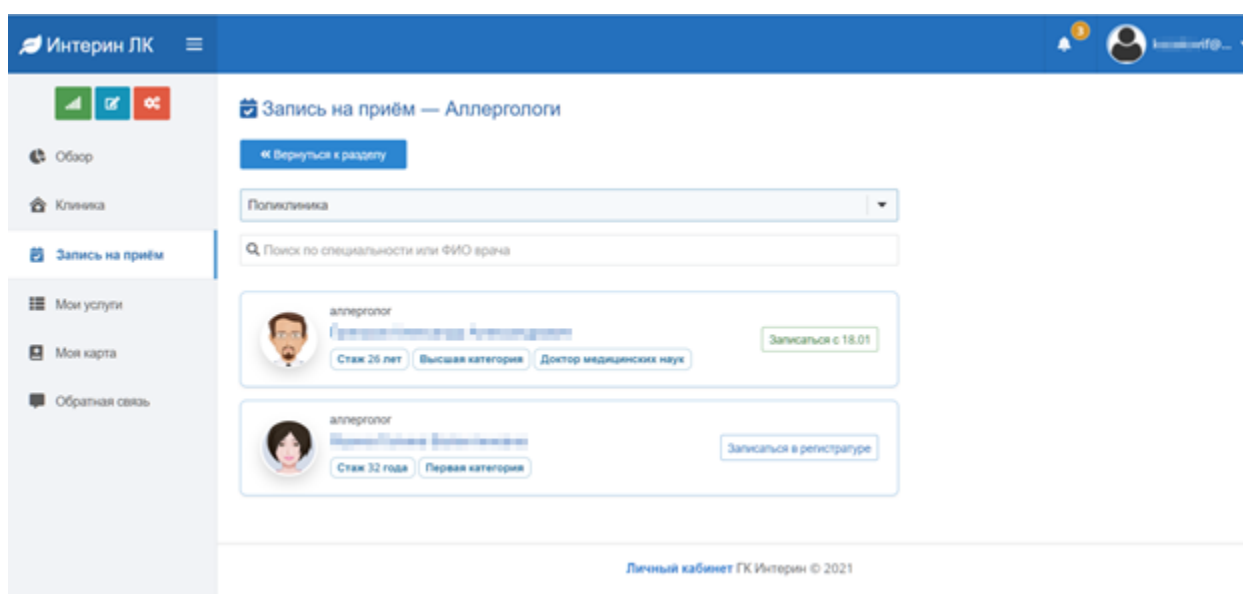 Интерин ЛК
3
Запись на приём — Аллергологи
Обзор
« Вернуться к разделу
Клиника
Поликлиника
Запись на приём
Поиск по специальности или ФИО врача
Мои услуги
аллерголог
Записаться с 18.01
Стаж 26 лет Высшая категория Доктор медицинских наук
Моя карта
Обратная связь
аллерголог
Записаться в регистратуре
Стаж 32 года Первая категория
Личный кабинет ГК Интерин © 2021